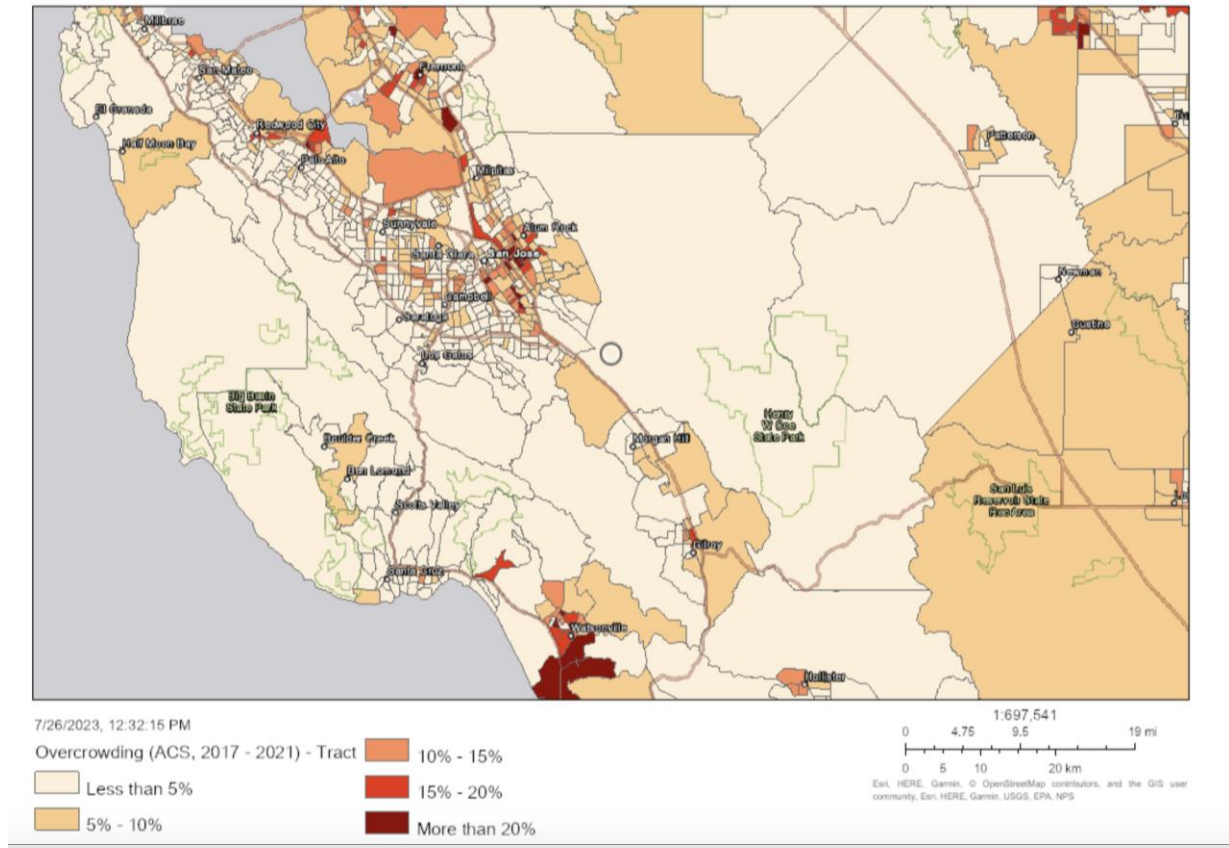 Millbrae
San Mateo
Fremont
El Granada
Redwood City
Half Moon Bay
Palo Alto
Patterson
Milpitas
Sunnyvale
Alum Rock
Santa Clara
San Jose
Newman
Campbell
Saratoga
Gustine
Los Gatos
Big Basin
State Park
Henry
W Coe
State Park
Boulder Creek
Morgan Hill
Ben Lomond
San Luis
Reservoir State
Rec Area
Scotts Valley
Gilroy
Santa Cruz
Watsonville
Hollister
7/26/2023, 12:32:15 PM
Overcrowding (ACS, 2017 - 2021) - Tract
Less than 5%
5% - 10%
10% - 15%
15% - 20%
More than 20%
1:697,541
0 4.75 9.5 19 mi
0 5 10 20 km
Esri, HERE, Garmin, © OpenStreetMap contributors, and the GIS user
community, Esri, HERE, Garmin, USGS, EPA, NPS